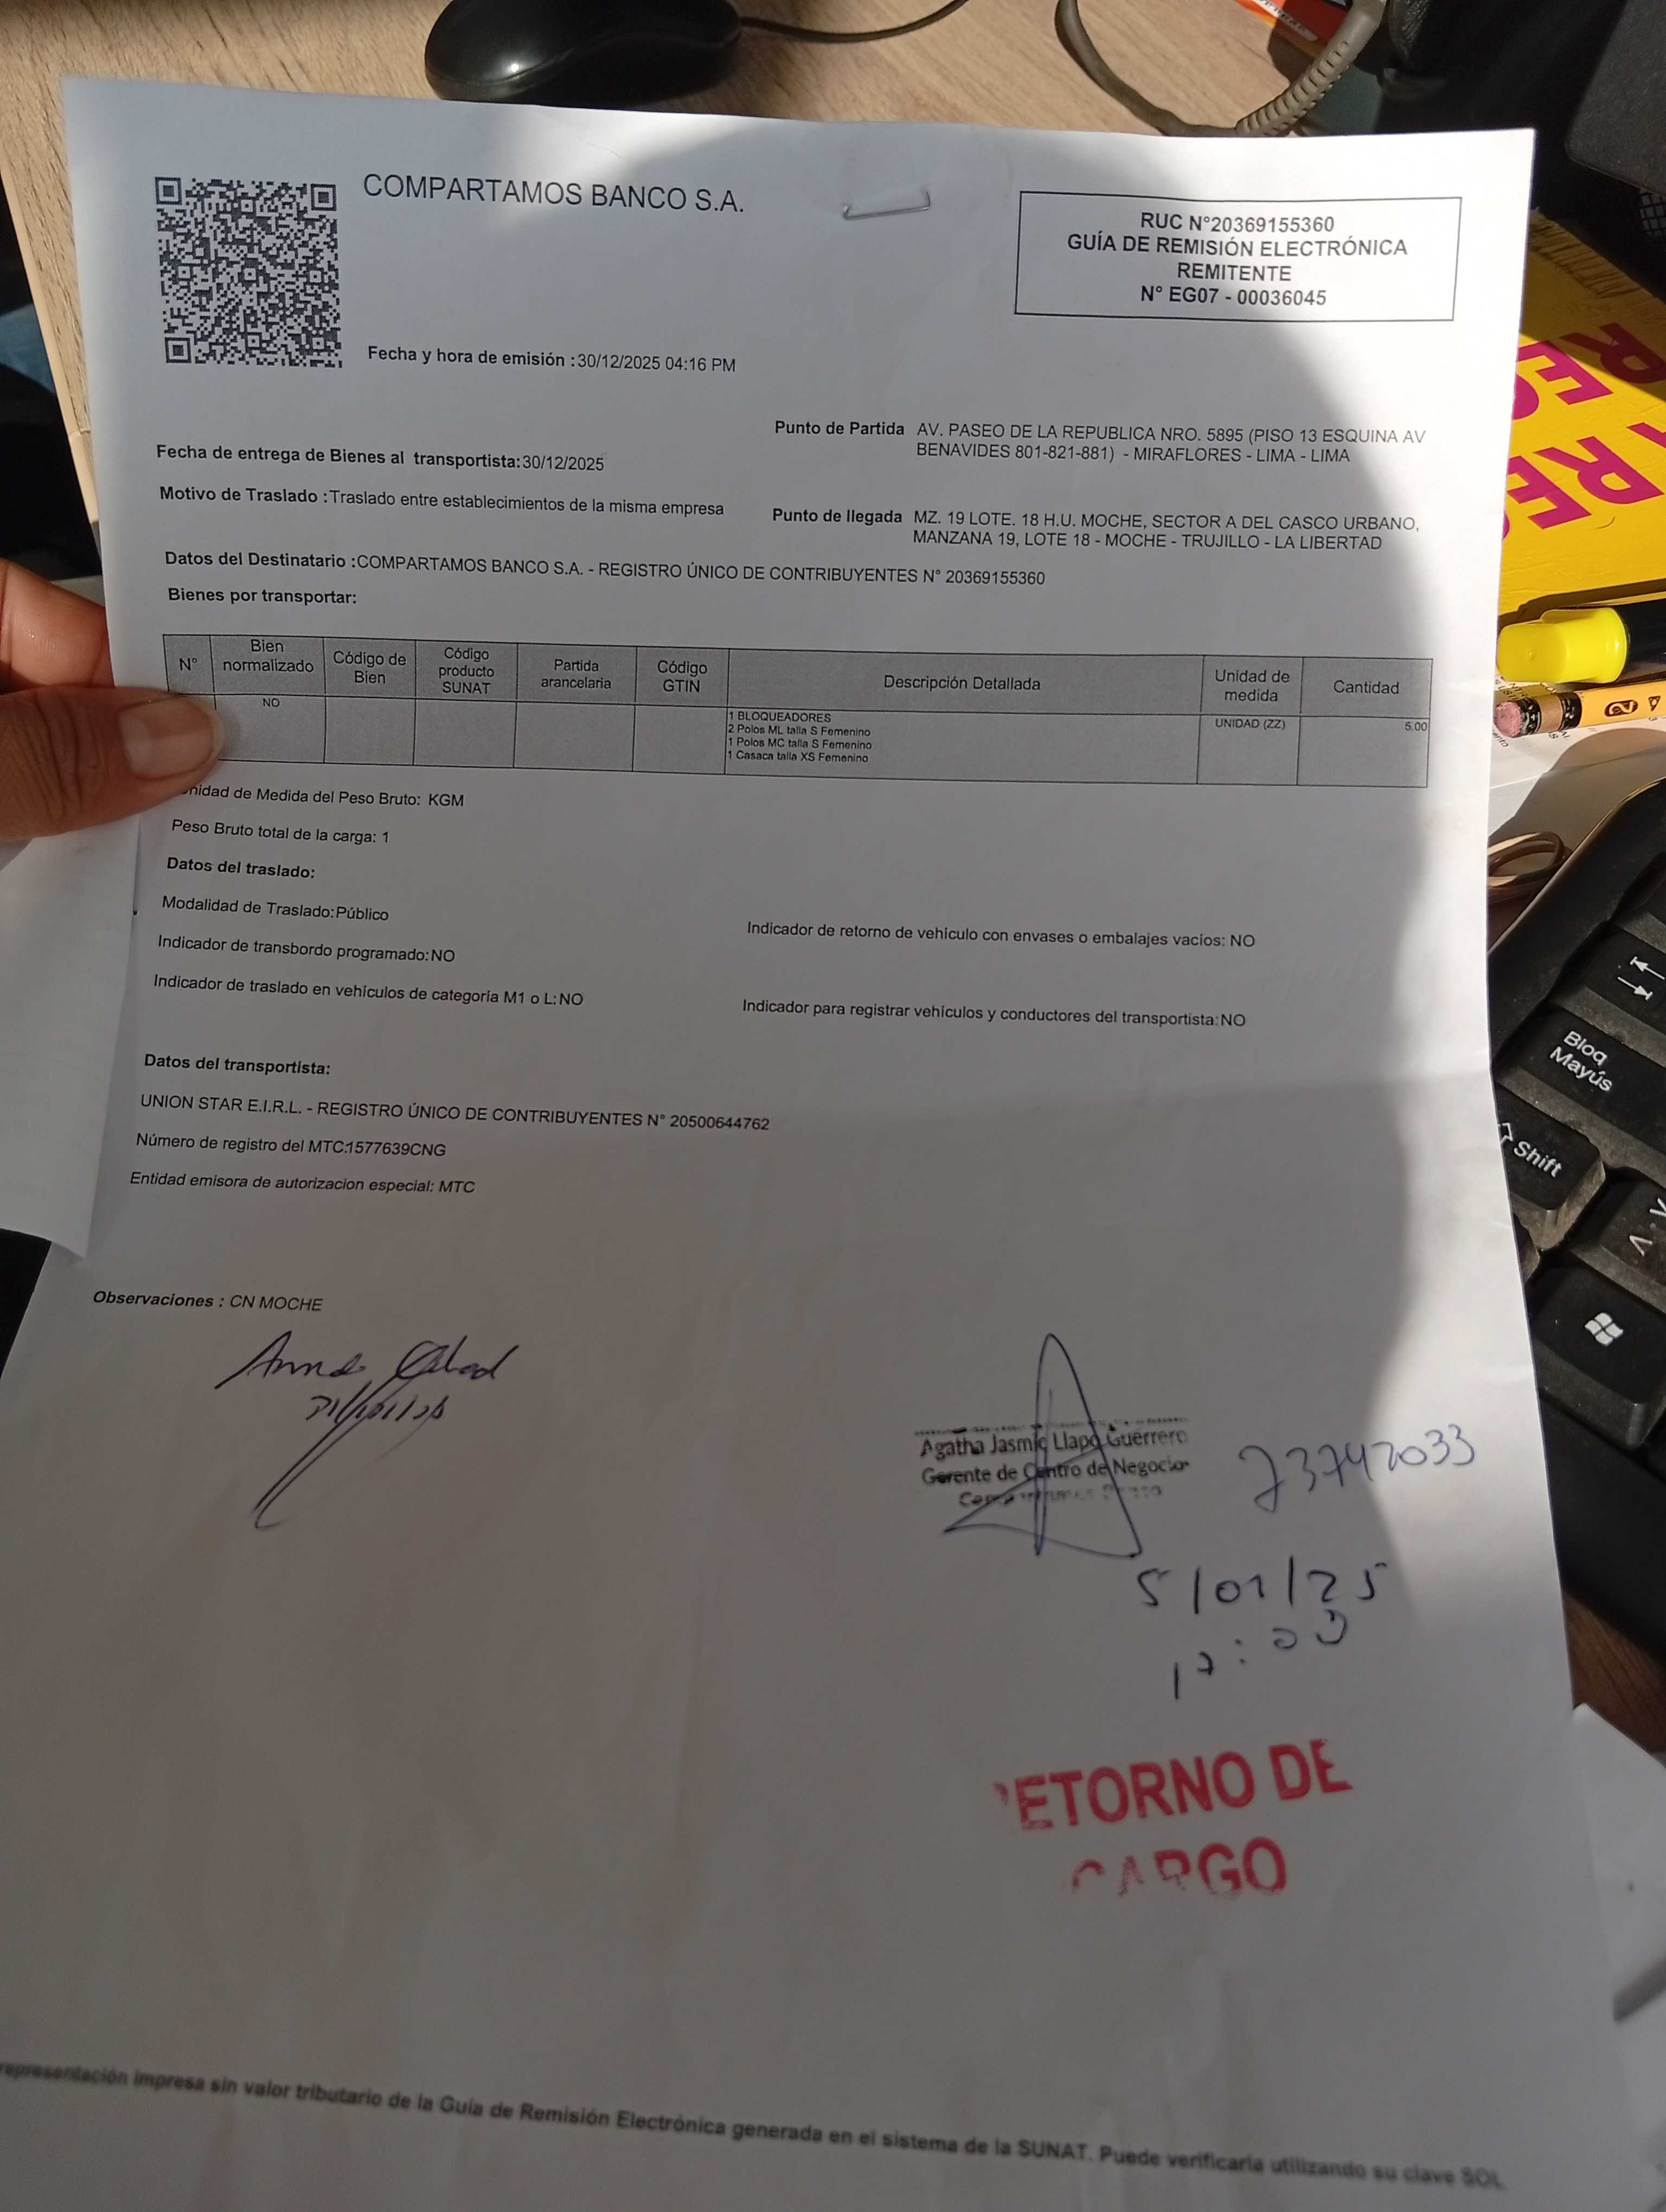 COMPARTAMOS BANCO S.A.
RUC N°20369155360
GUÍA DE REMISIÓN ELECTRÓNICA
REMITENTE
N° EG07 - 00036045
Fecha y hora de emisión :30/12/2025 04:16 PM
Fecha de entrega de Bienes al transportista:30/12/2025
Punto de Partida AV. PASEO DE LA REPUBLICA NRO. 5895 (PISO 13 ESQUINA AV
BENAVIDES 801-821-881) - MIRAFLORES - LIMA - LIMA
Motivo de Traslado :Traslado entre establecimientos de la misma empresa
Punto de llegada MZ. 19 LOTE. 18 H.U. MOCHE, SECTOR A DEL CASCO URBANO,
MANZANA 19, LOTE 18 - MOCHE - TRUJILLO - LA LIBERTAD
Datos del Destinatario :COMPARTAMOS BANCO S.A. - REGISTRO ÚNICO DE CONTRIBUYENTES N° 20369155360
Bienes por transportar:
N° Bien normalizado Código de Bien Código producto SUNAT Partida arancelaria Código GTIN Descripción Detallada Unidad de medida Cantidad
NO 1 BLOQUEADORES UNIDAD (ZZ) 5.00
2 Polos ML talla S Femenino
1 Polos MC talla S Femenino
1 Casaca talla XS Femenino
nidad de Medida del Peso Bruto: KGM
Peso Bruto total de la carga: 1
Datos del traslado:
Modalidad de Traslado:Público
Indicador de retorno de vehículo con envases o embalajes vacíos: NO
Indicador de transbordo programado:NO
Indicador de traslado en vehículos de categoría M1 o L:NO
Indicador para registrar vehículos y conductores del transportista:NO
Datos del transportista:
UNION STAR E.I.R.L. - REGISTRO ÚNICO DE CONTRIBUYENTES N° 20500644762
Número de registro del MTC:1577639CNG
Entidad emisora de autorizacion especial: MTC
Observaciones : CN MOCHE
Agatha Jasmic Llapo Guerrero
Gerente de Centro de Negocio
73742033
5/01/25
17:03
RETORNO DE
CARGO
representación impresa sin valor tributario de la Guía de Remisión Electrónica generada en el sistema de la SUNAT. Puede verificarla utilizando su clave SOL
Bloq
Mayús
Shift